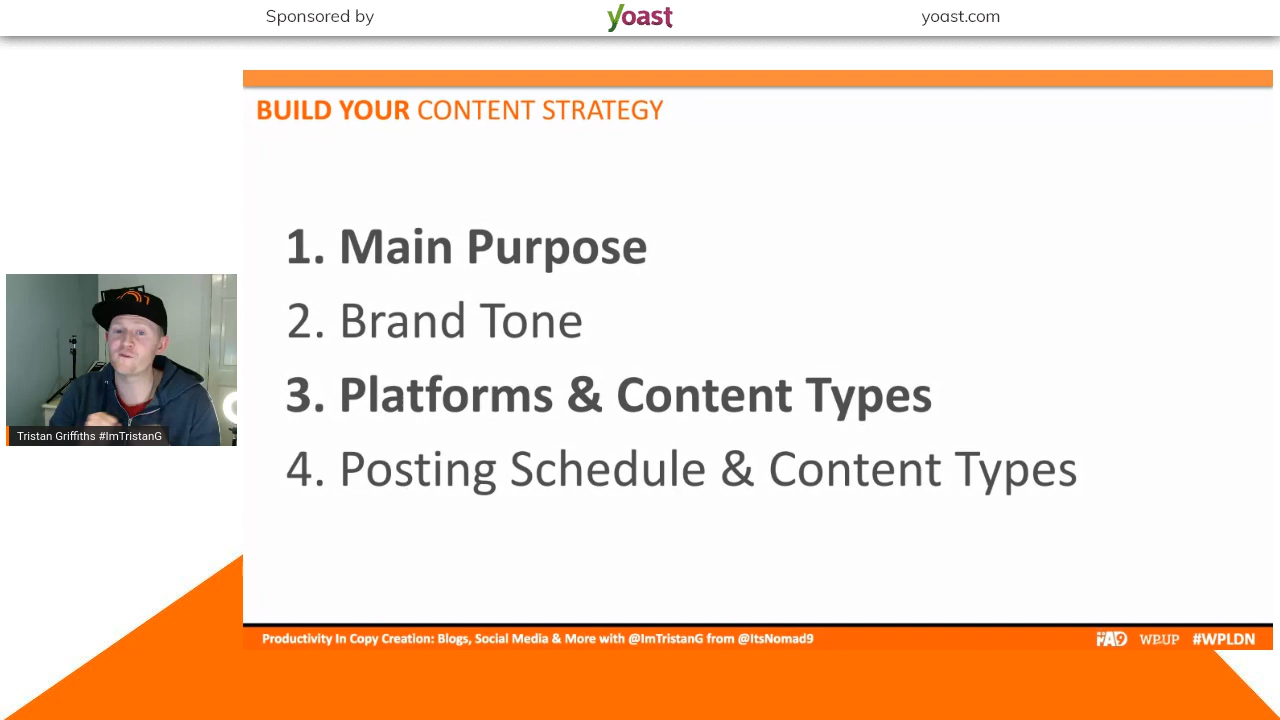 Sponsored by yoast yoast.com
BUILD YOUR CONTENT STRATEGY
1. Main Purpose
2. Brand Tone
3. Platforms & Content Types
4. Posting Schedule & Content Types
Tristan Griffiths #ImTristanG
Productivity In Copy Creation: Blogs, Social Media & More with @ImTristanG from @ItsNomad9 #WPLDN